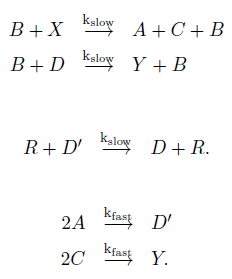 B + X k_slow → A + C + B
B + D k_slow → Y + B
R + D′ k_slow → D + R.
2A k_fast → D′
2C k_fast → Y.